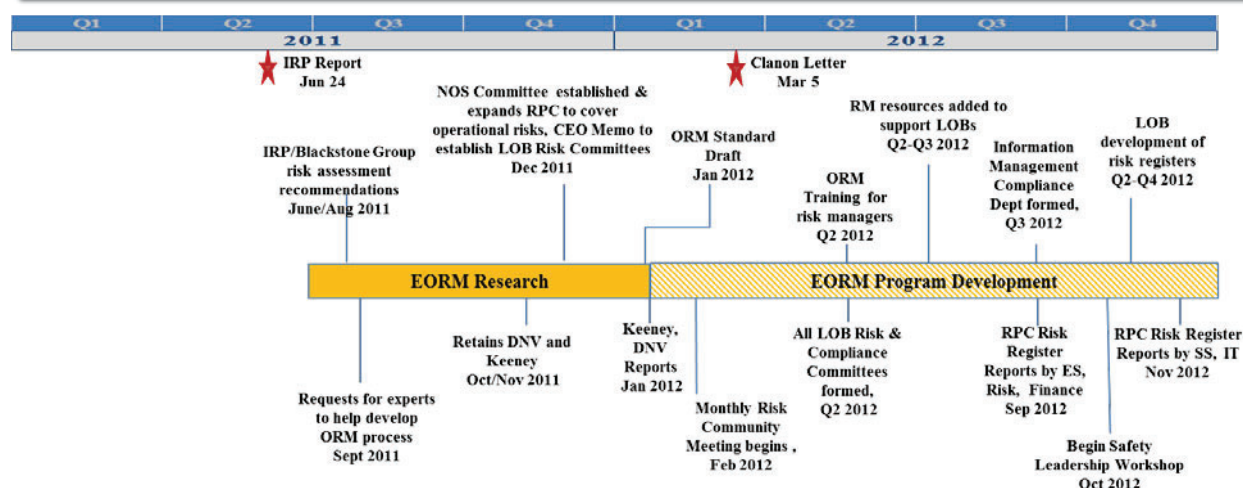 Q1 Q2 Q3 Q4 Q1 Q2 Q3 Q4
2011 2012
IRP Report
Jun 24
Clanon Letter
Mar 5
IRP/Blackstone Group
risk assessment
recommendations
June/Aug 2011
NOS Committee established &
expands RPC to cover
operational risks, CEO Memo to
establish LOB Risk Committees
Dec 2011
ORM Standard
Draft
Jan 2012
ORM
Training for
risk managers
Q2 2012
RM resources added to
support LOBs
Q2-Q3 2012
Information
Management
Compliance
Dept formed,
Q3 2012
LOB
development of
risk registers
Q2-Q4 2012
EORM Research
EORM Program Development
Requests for experts
to help develop
ORM process
Sept 2011
Retains DNV and
Keeney
Oct/Nov 2011
Keeney,
DNV
Reports
Jan 2012
Monthly Risk
Community
Meeting begins ,
Feb 2012
All LOB Risk &
Compliance
Committees
formed,
Q2 2012
RPC Risk
Register
Reports by ES,
Risk, Finance
Sep 2012
Begin Safety
Leadership Workshop
Oct 2012
RPC Risk Register
Reports by SS, IT
Nov 2012